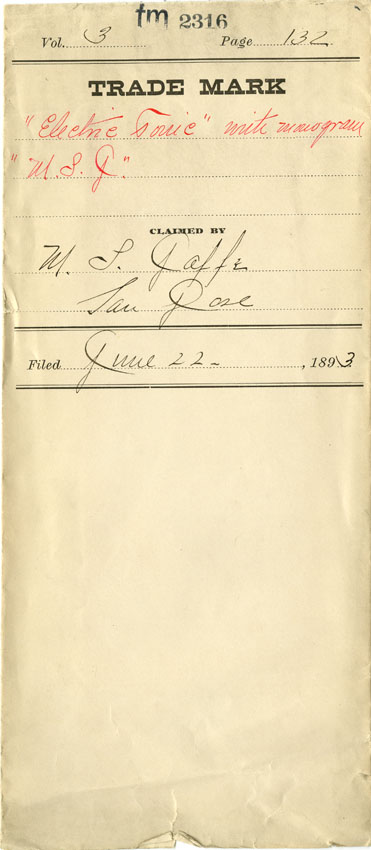 tm 2316
Vol. 3 Page 132
TRADE MARK
"Electric Tonic" with monogram
"M. S. J."
CLAIMED BY
M. S. Jaffe
San Jose
Filed June 22 - , 1893.